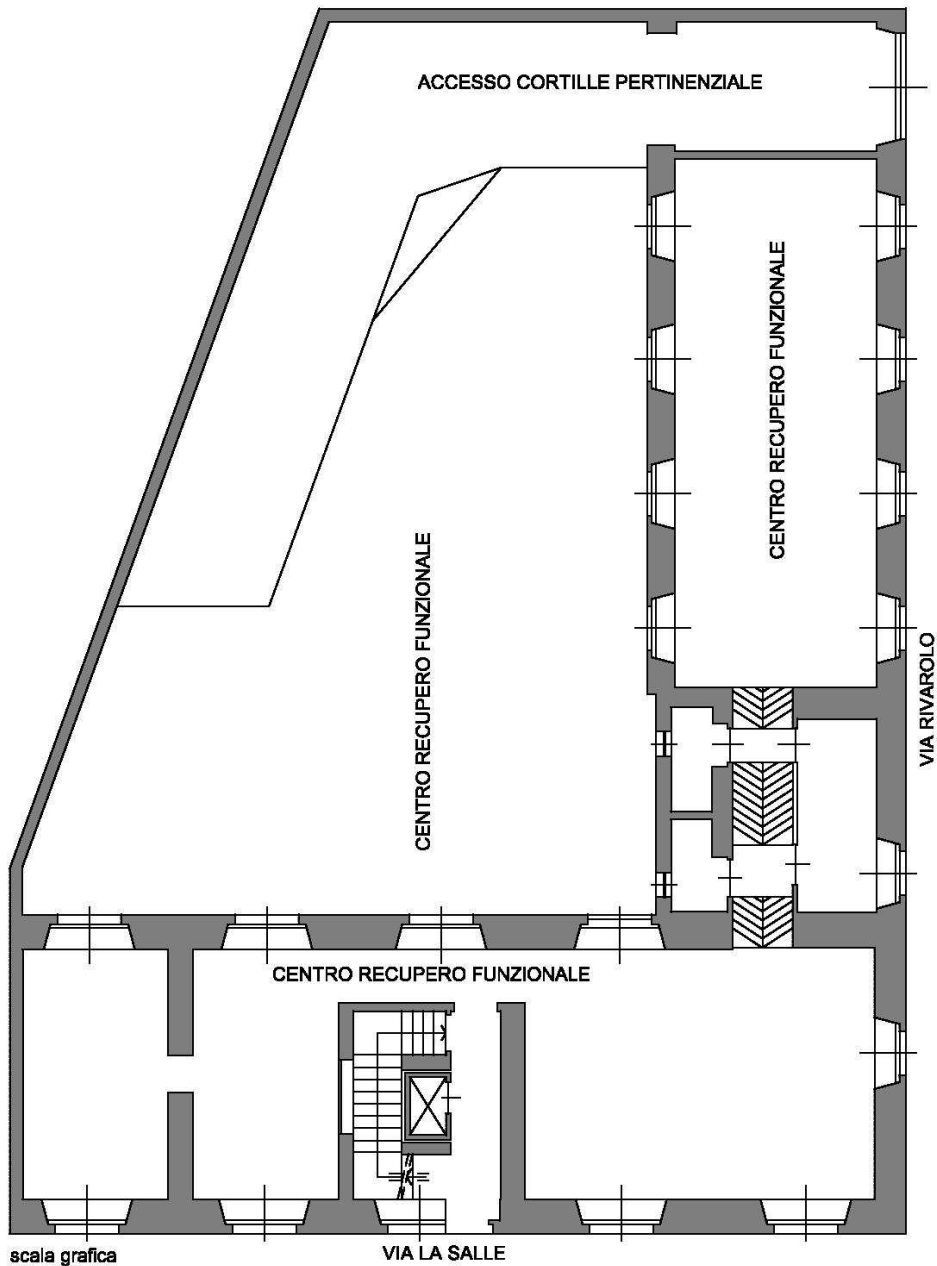 ACCESSO CORTILLE PERTINENZIALE
CENTRO RECUPERO FUNZIONALE
CENTRO RECUPERO FUNZIONALE
VIA RIVAROLO
CENTRO RECUPERO FUNZIONALE
scala grafica
VIA LA SALLE